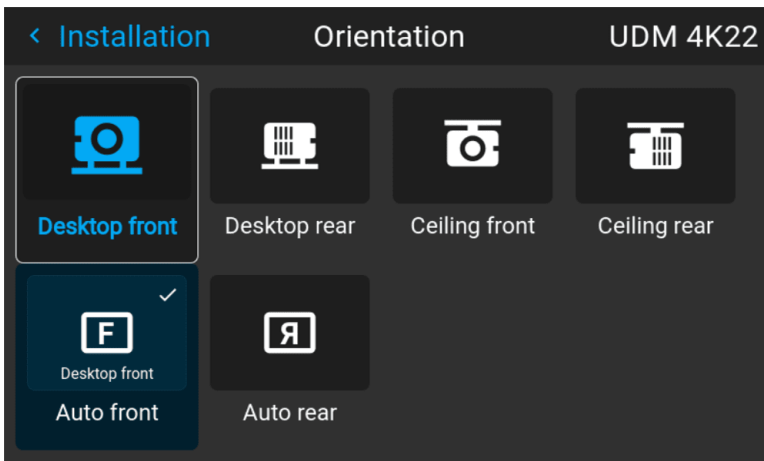 Installation Orientation UDM 4K22
Desktop front Desktop rear Ceiling front Ceiling rear
F
Desktop front
Auto front
Я
Auto rear